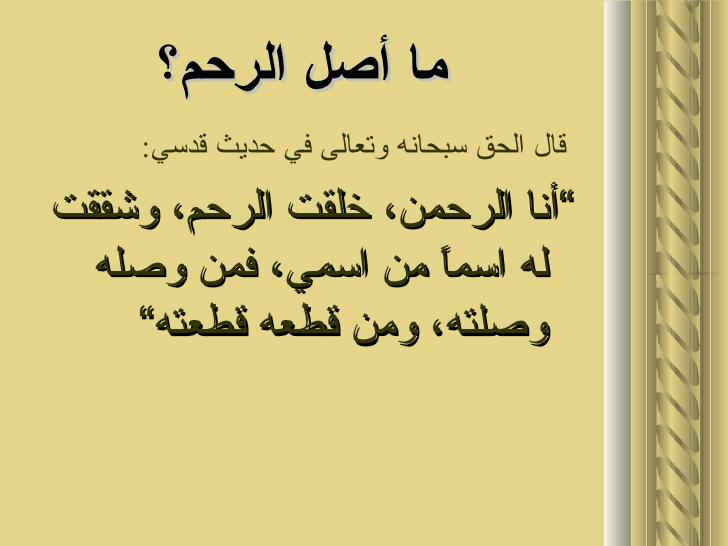 ما أصل الرحم؟
قال الحق سبحانه وتعالى في حديث قدسي:
“أنا الرحمن، خلقت الرحم، وشققت
له اسماً من اسمي، فمن وصله
وصلته، ومن قطعه قطعته“